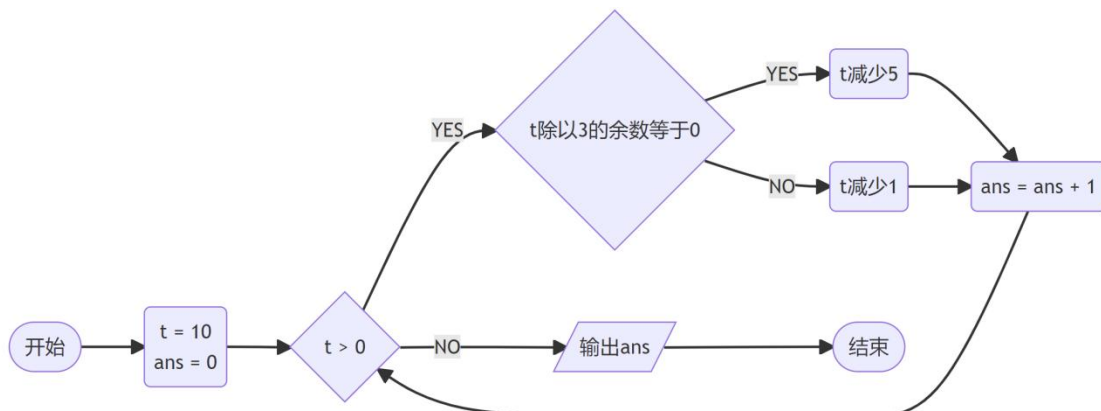 YES
t除以3的余数等于0
YES
t减少5
NO
t减少1
ans = ans + 1
开始
t = 10
ans = 0
t > 0
NO
输出ans
结束